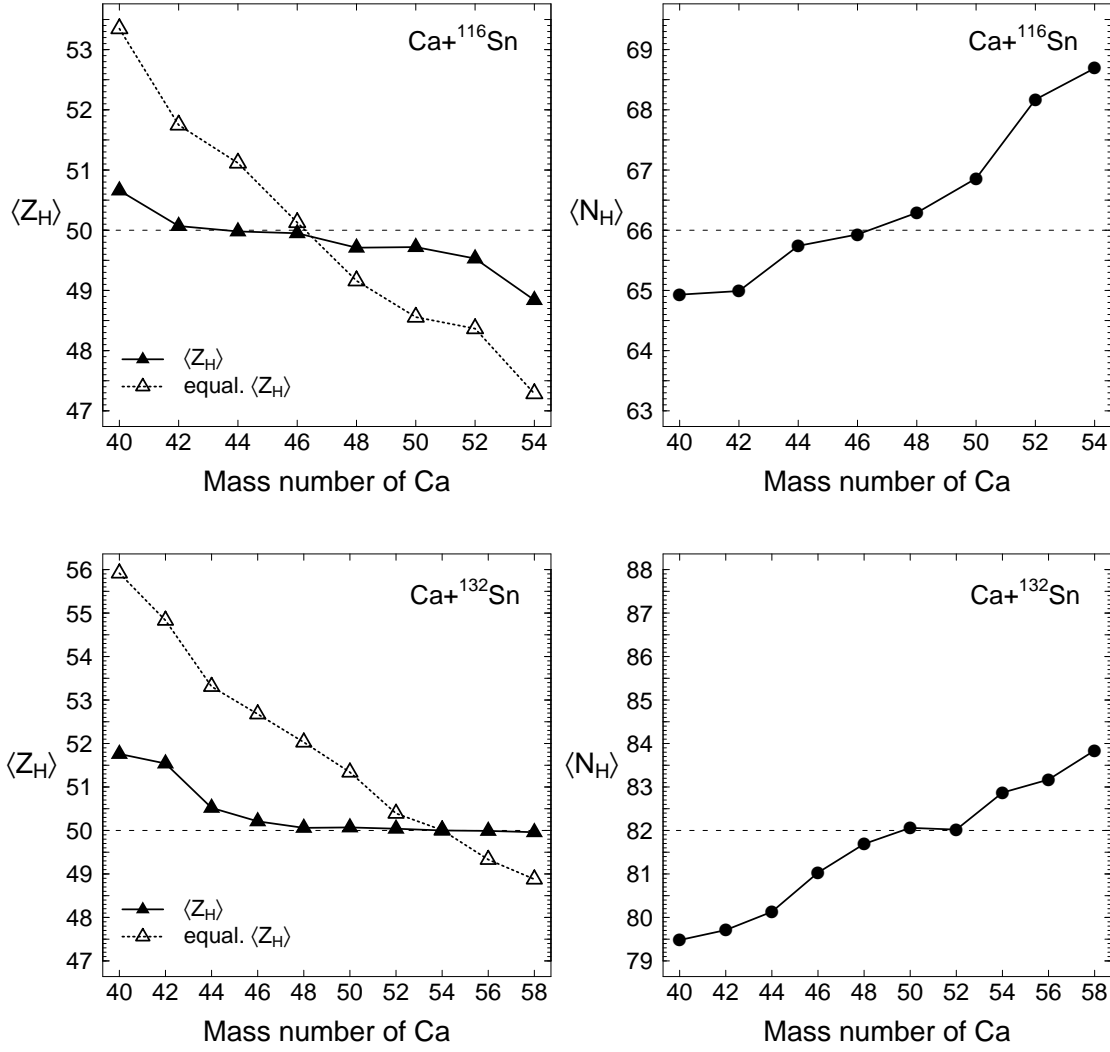 Ca+¹¹⁶Sn
53
52
51
50
49
48
47
⟨Z_H⟩
⟨Z_H⟩
equal. ⟨Z_H⟩
40 42 44 46 48 50 52 54
Mass number of Ca
Ca+¹¹⁶Sn
69
68
67
66
65
64
63
⟨N_H⟩
40 42 44 46 48 50 52 54
Mass number of Ca
Ca+¹³²Sn
56
55
54
53
52
51
50
49
48
47
⟨Z_H⟩
⟨Z_H⟩
equal. ⟨Z_H⟩
40 42 44 46 48 50 52 54 56 58
Mass number of Ca
Ca+¹³²Sn
88
87
86
85
84
83
82
81
80
79
⟨N_H⟩
40 42 44 46 48 50 52 54 56 58
Mass number of Ca